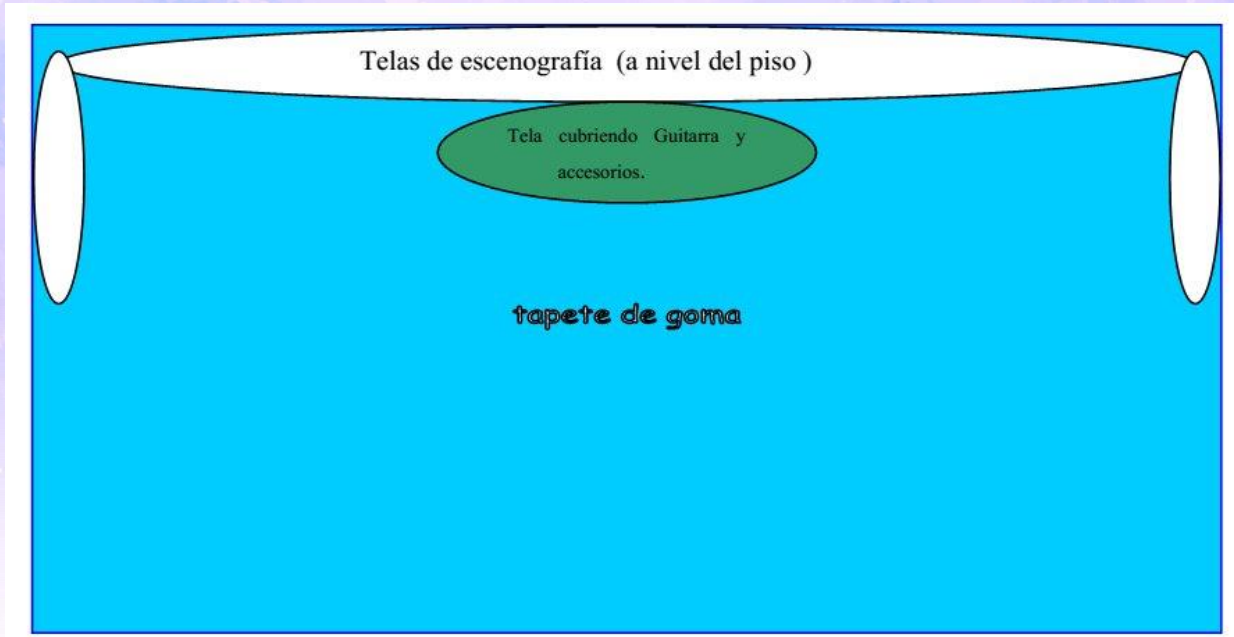 Telas de escenografía (a nivel del piso )
Tela cubriendo Guitarra y
accesorios.
tapete de goma